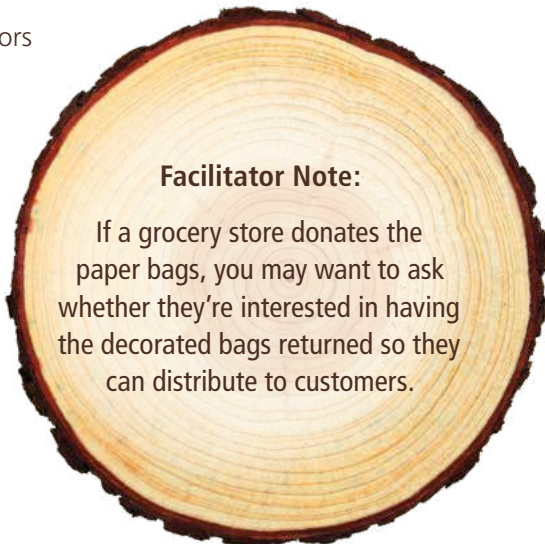 ors
Facilitator Note:
If a grocery store donates the
paper bags, you may want to ask
whether they're interested in having
the decorated bags returned so they
can distribute to customers.